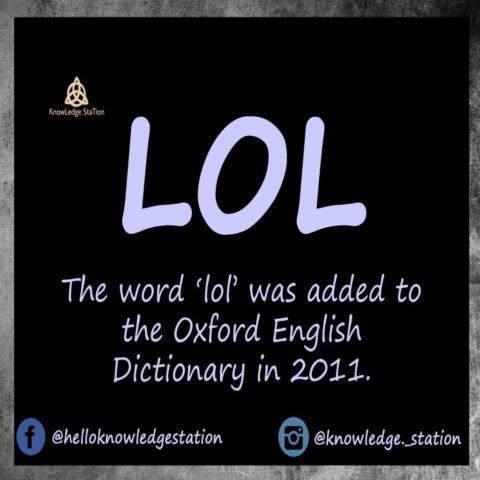 KnowLedge StaTion
LOL
The word ‘lol’ was added to
the Oxford English
Dictionary in 2011.
@helloknowledgestation
@knowledge._station